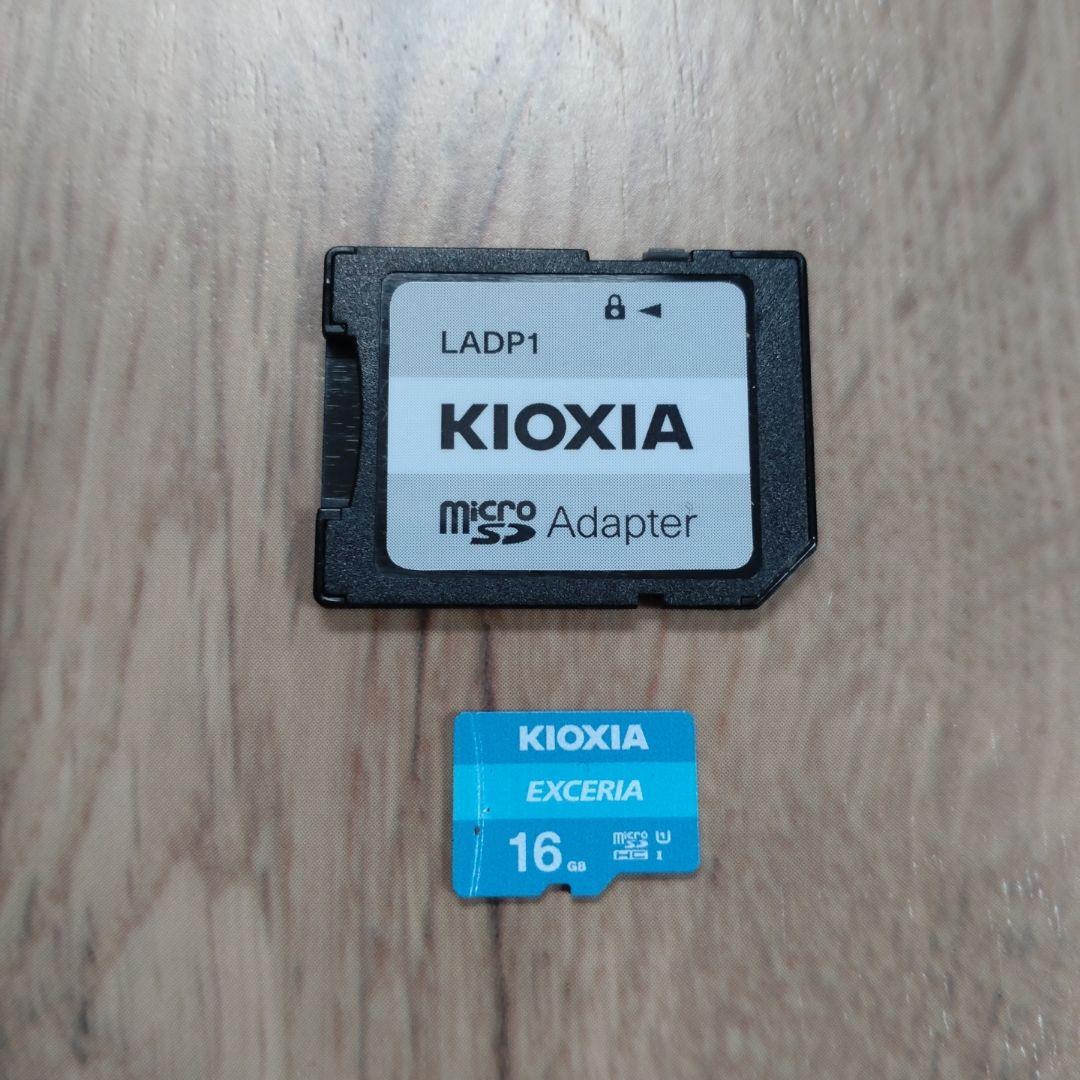 LADP1
KIOXIA
micro SD Adapter
KIOXIA
EXCERIA
16 GB micro SD HC U1 I